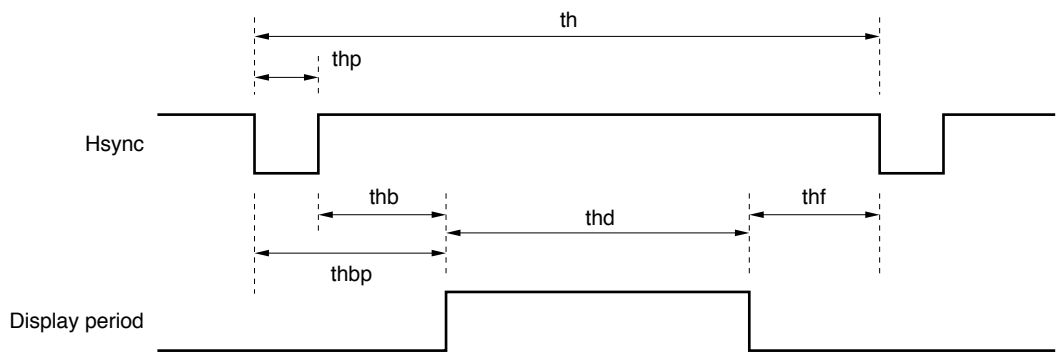 th
thp
Hsync
thb
thf
thd
thbp
Display period